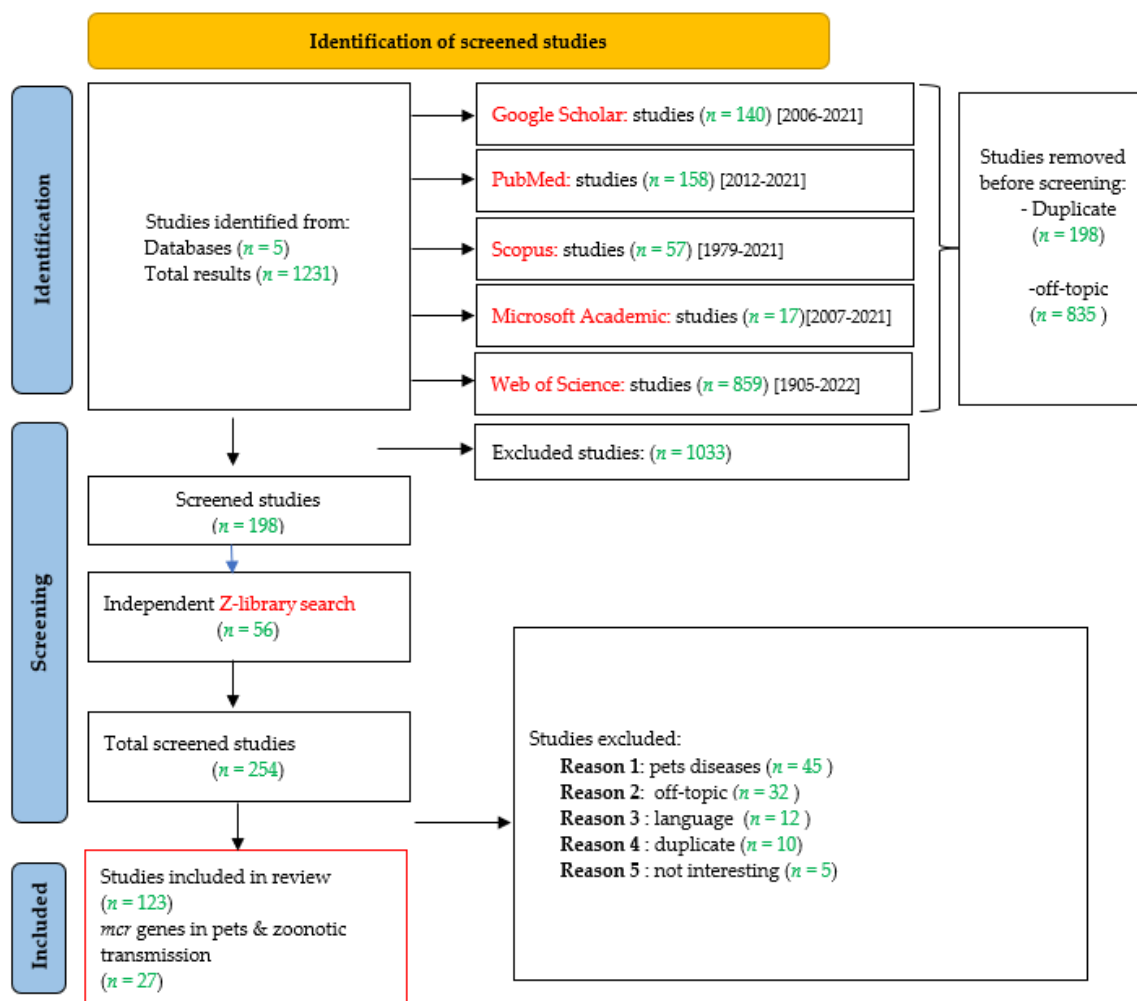 Identification of screened studies
Identification
Studies identified from:
Databases (n = 5)
Total results (n = 1231)
Google Scholar: studies (n = 140) [2006-2021]
PubMed: studies (n = 158) [2012-2021]
Scopus: studies (n = 57) [1979-2021]
Microsoft Academic: studies (n = 17)[2007-2021]
Web of Science: studies (n = 859) [1905-2022]
Studies removed
before screening:
- Duplicate
(n = 198)
-off-topic
(n = 835 )
Screening
Excluded studies: (n = 1033)
Screened studies
(n = 198)
Independent Z-library search
(n = 56)
Total screened studies
(n = 254)
Studies excluded:
Reason 1: pets diseases (n = 45 )
Reason 2: off-topic (n = 32 )
Reason 3 : language (n = 12 )
Reason 4 : duplicate (n = 10)
Reason 5 : not interesting (n = 5)
Included
Studies included in review
(n = 123)
mcr genes in pets & zoonotic
transmission
(n = 27)